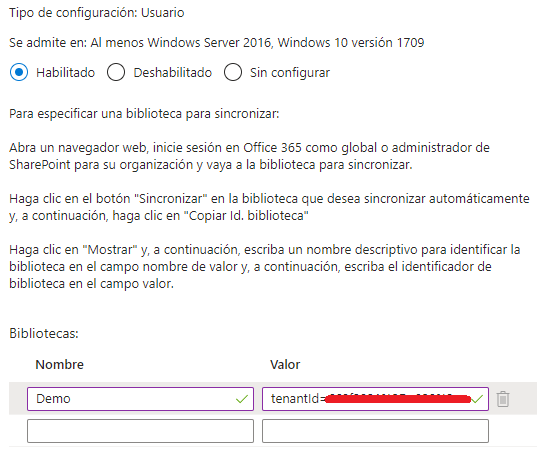 Tipo de configuración: Usuario
Se admite en: Al menos Windows Server 2016, Windows 10 versión 1709
Habilitado Deshabilitado Sin configurar
Para especificar una biblioteca para sincronizar:
Abra un navegador web, inicie sesión en Office 365 como global o administrador de
SharePoint para su organización y vaya a la biblioteca para sincronizar.
Haga clic en el botón "Sincronizar" en la biblioteca que desea sincronizar automáticamente
y, a continuación, haga clic en "Copiar Id. biblioteca"
Haga clic en "Mostrar" y, a continuación, escriba un nombre descriptivo para identificar la
biblioteca en el campo nombre de valor y, a continuación, escriba el identificador de
biblioteca en el campo valor.
Bibliotecas:
Nombre Valor
Demo tenantId=